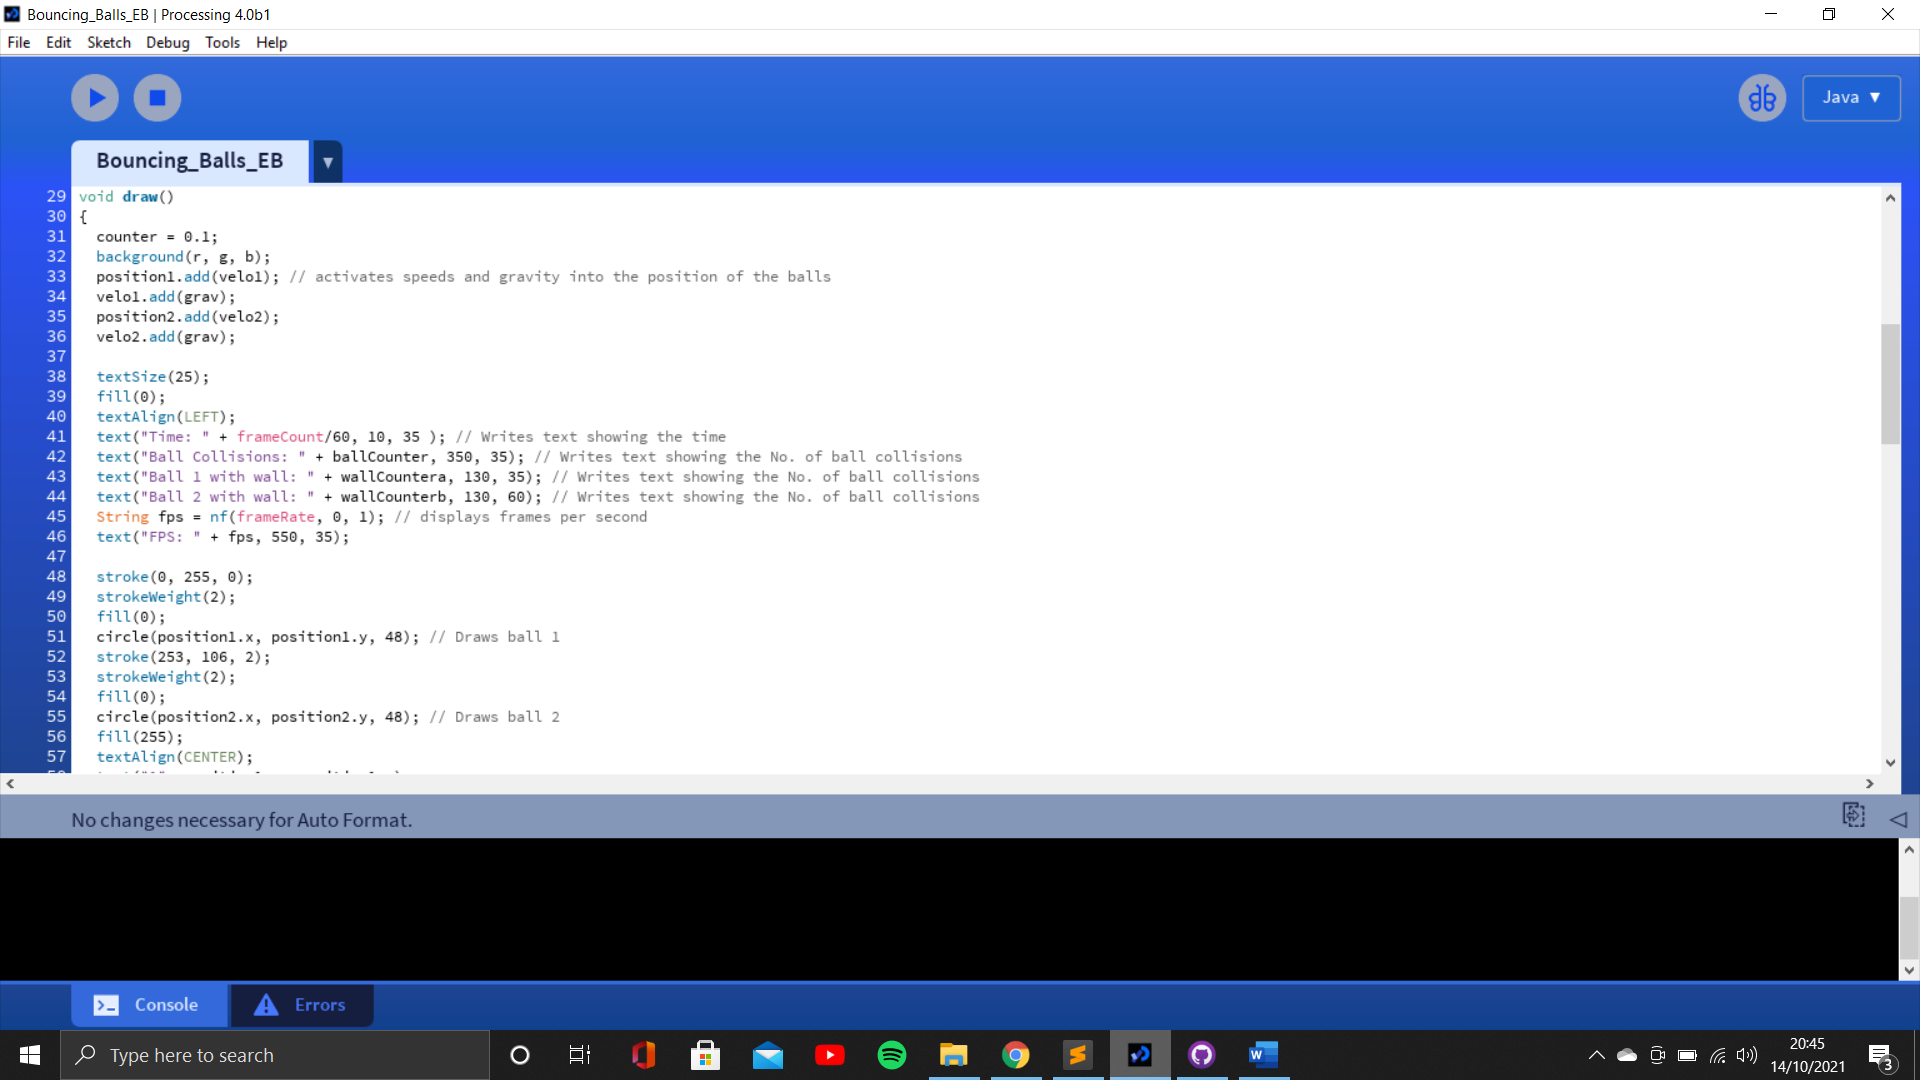 Bouncing_Balls_EB | Processing 4.0b1
File Edit Sketch Debug Tools Help
Java ▼
Bouncing_Balls_EB ▼
29 void draw()
30 {
31 counter = 0.1;
32 background(r, g, b);
33 position1.add(velo1); // activates speeds and gravity into the position of the balls
34 velo1.add(grav);
35 position2.add(velo2);
36 velo2.add(grav);
37
38 textSize(25);
39 fill(0);
40 textAlign(LEFT);
41 text("Time: " + frameCount/60, 10, 35 ); // Writes text showing the time
42 text("Ball Collisions: " + ballCounter, 350, 35); // Writes text showing the No. of ball collisions
43 text("Ball 1 with wall: " + wallCountera, 130, 35); // Writes text showing the No. of ball collisions
44 text("Ball 2 with wall: " + wallCounterb, 130, 60); // Writes text showing the No. of ball collisions
45 String fps = nf(frameRate, 0, 1); // displays frames per second
46 text("FPS: " + fps, 550, 35);
47
48 stroke(0, 255, 0);
49 strokeWeight(2);
50 fill(0);
51 circle(position1.x, position1.y, 48); // Draws ball 1
52 stroke(253, 106, 2);
53 strokeWeight(2);
54 fill(0);
55 circle(position2.x, position2.y, 48); // Draws ball 2
56 fill(255);
57 textAlign(CENTER);
No changes necessary for Auto Format.
Console Errors
Type here to search
20:45
14/10/2021
3